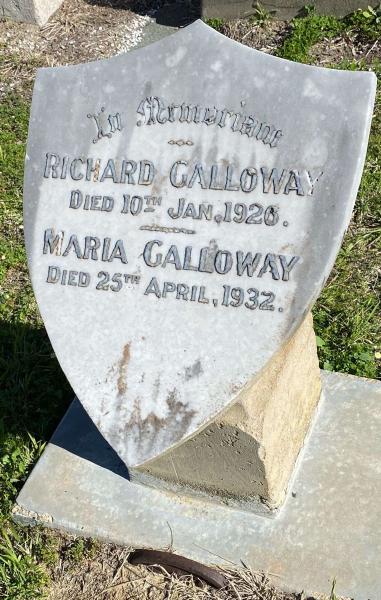 In Memoriam
RICHARD GALLOWAY
DIED 10TH JAN, 1926.
MARIA GALLOWAY
DIED 25TH APRIL, 1932.